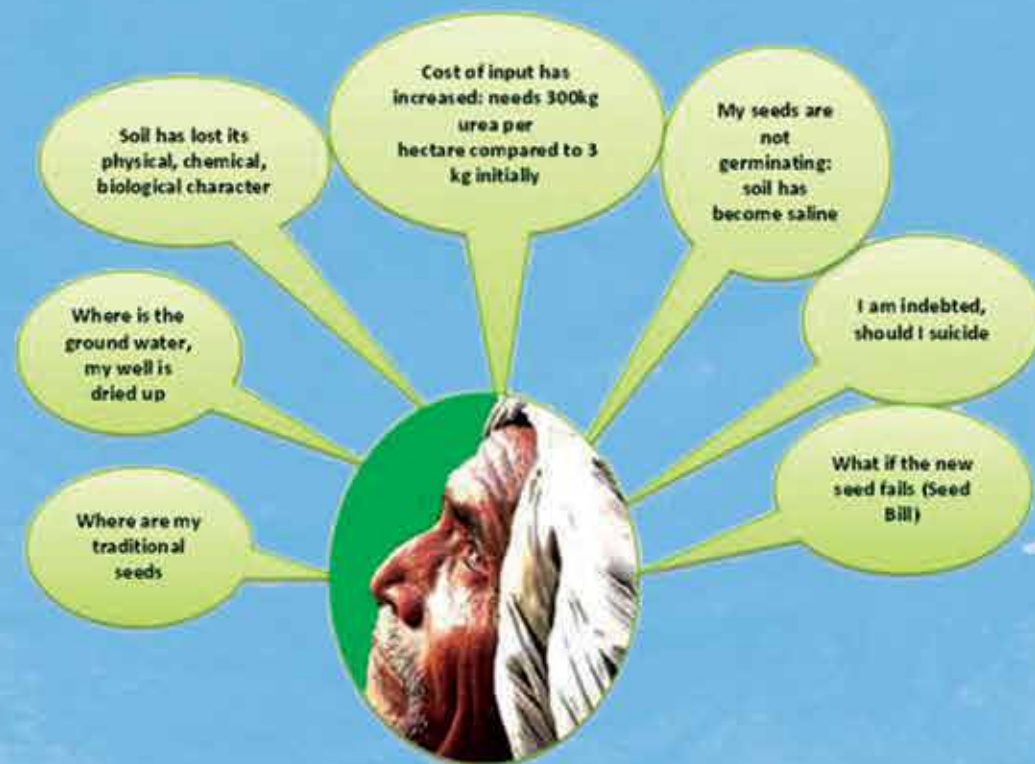 Cost of input has
increased: needs 300kg
urea per
hectare compared to 3
kg initially
Soil has lost its
physical, chemical,
biological character
My seeds are
not
germinating:
soil has
become saline
Where is the
ground water,
my well is
dried up
I am indebted,
should I suicide
Where are my
traditional
seeds
What if the new
seed fails (Seed
Bill)